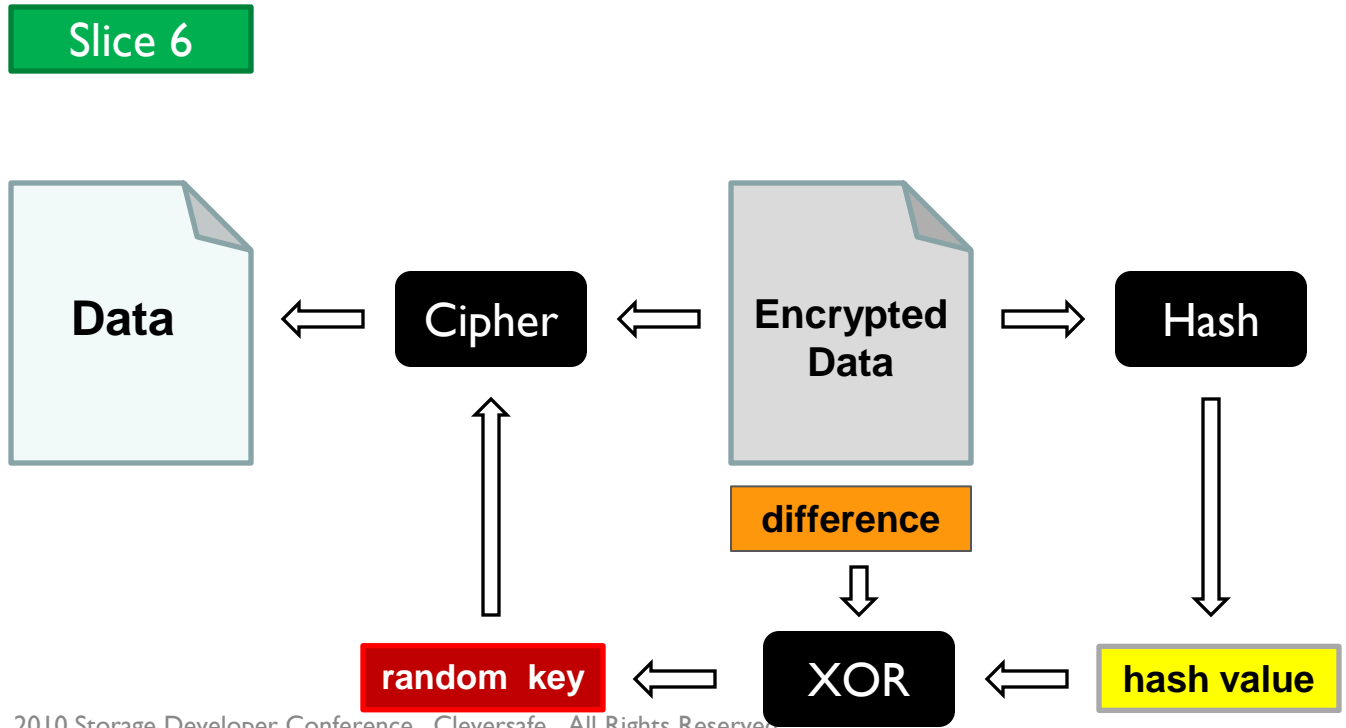 Slice 6
Data
Cipher
Encrypted
Data
Hash
difference
random key
XOR
hash value
2010 Storage Developer Conference. Cleversafe. All Rights